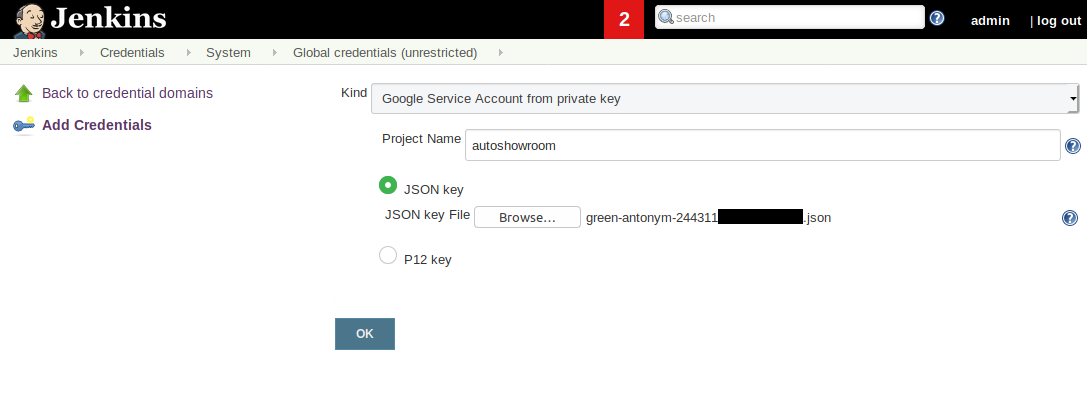 Jenkins 2 search admin | log out
Jenkins Credentials System Global credentials (unrestricted)
Back to credential domains
Add Credentials
Kind Google Service Account from private key
Project Name autoshowroom
JSON key
JSON key File Browse... green-antonym-244311 .json
P12 key
OK